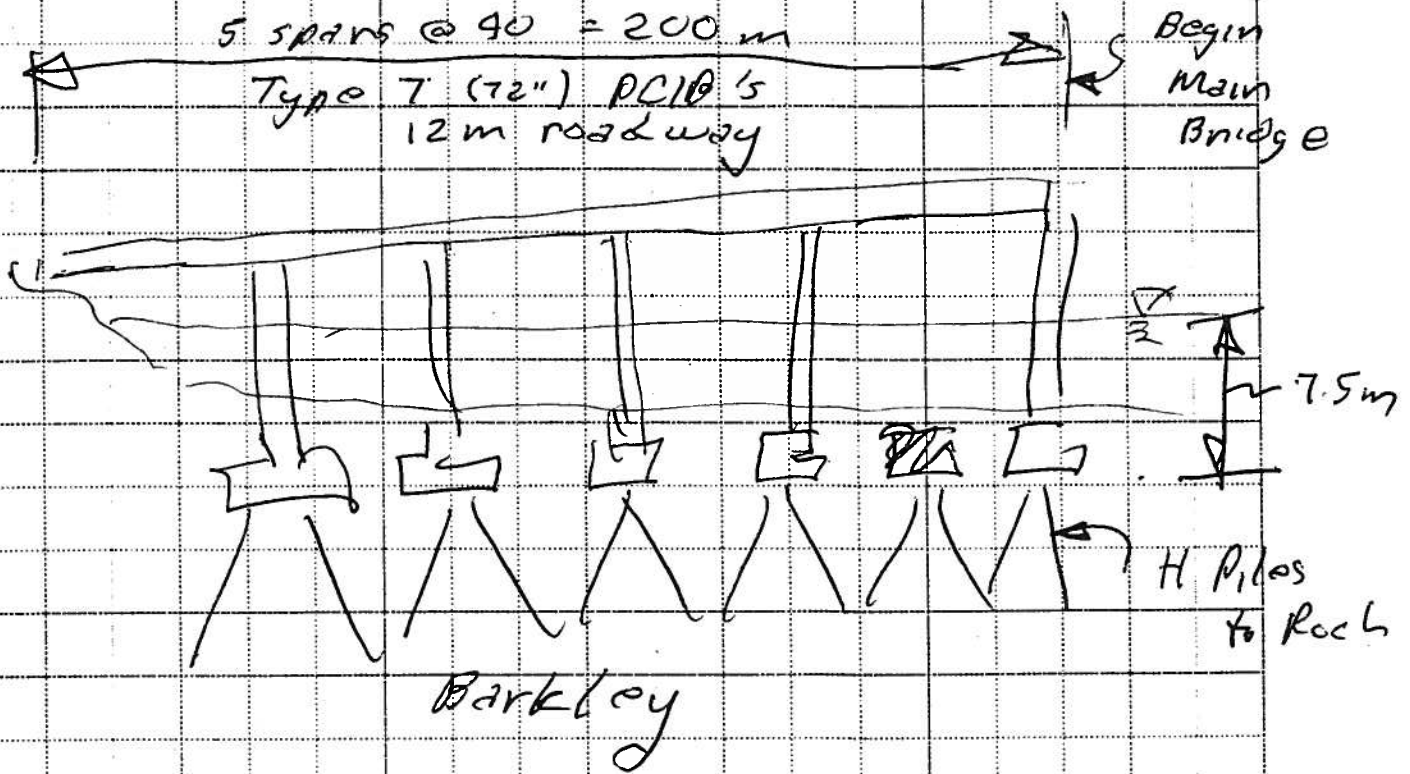 5 spans @ 40 = 200 m
Type 7 (72") PCIB's
12 m roadway
Begin
Main
Bridge
7.5m
H Piles
to Rock
Barkley